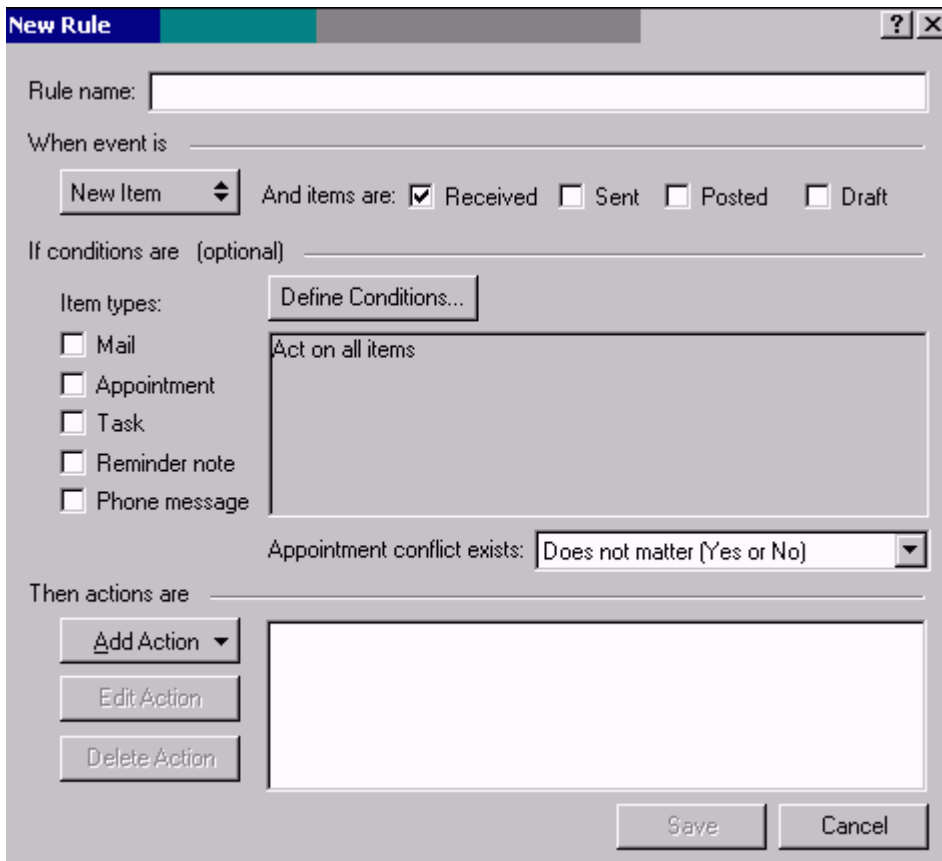 New Rule
Rule name:
When event is
New Item And items are: Received Sent Posted Draft
If conditions are (optional)
Item types: Define Conditions...
Mail
Act on all items
Appointment
Task
Reminder note
Phone message
Appointment conflict exists: Does not matter (Yes or No)
Then actions are
Add Action
Edit Action
Delete Action
Save Cancel